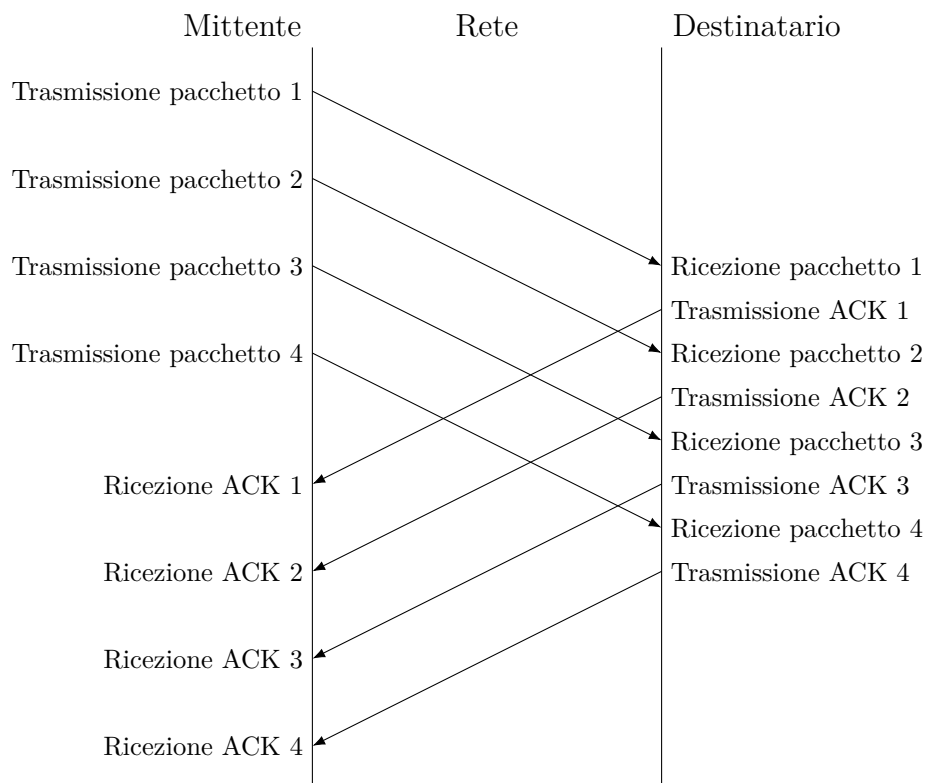 Mittente Rete Destinatario
Trasmissione pacchetto 1
Trasmissione pacchetto 2
Trasmissione pacchetto 3
Trasmissione pacchetto 4
Ricezione ACK 1
Ricezione ACK 2
Ricezione ACK 3
Ricezione ACK 4
Ricezione pacchetto 1
Trasmissione ACK 1
Ricezione pacchetto 2
Trasmissione ACK 2
Ricezione pacchetto 3
Trasmissione ACK 3
Ricezione pacchetto 4
Trasmissione ACK 4